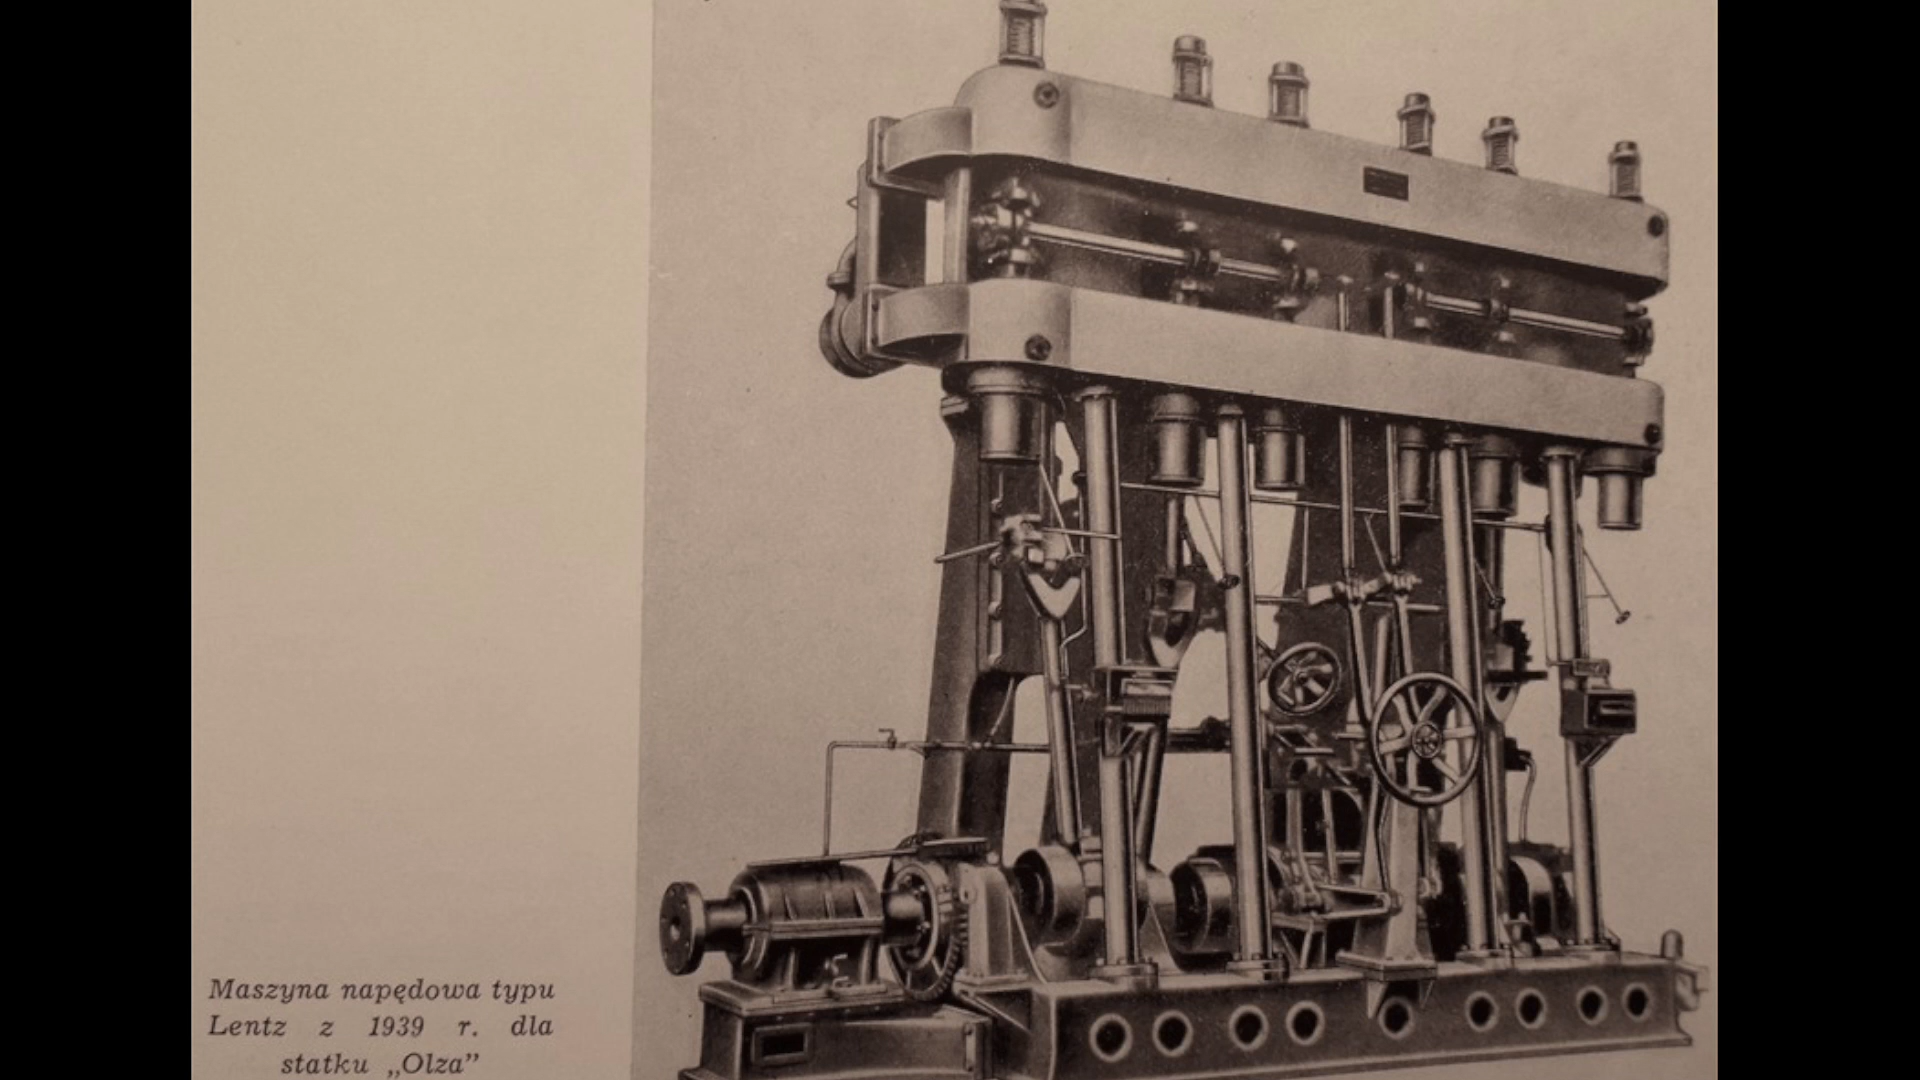 Maszyna napędowa typu
Lentz z 1939 r. dla
statku „Olza”